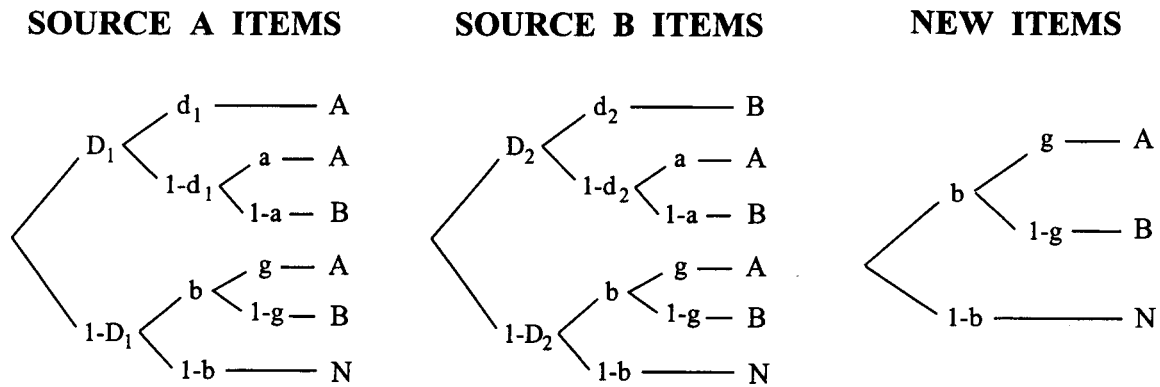 SOURCE A ITEMS SOURCE B ITEMS NEW ITEMS
d₁ A d₂ B
D₁ a A D₂ a A g A
1-d₁ 1-d₂
1-a B 1-a B b
1-g B
g A g A
b b
1-g B 1-g B 1-b N
1-D₁ 1-D₂
1-b N 1-b N